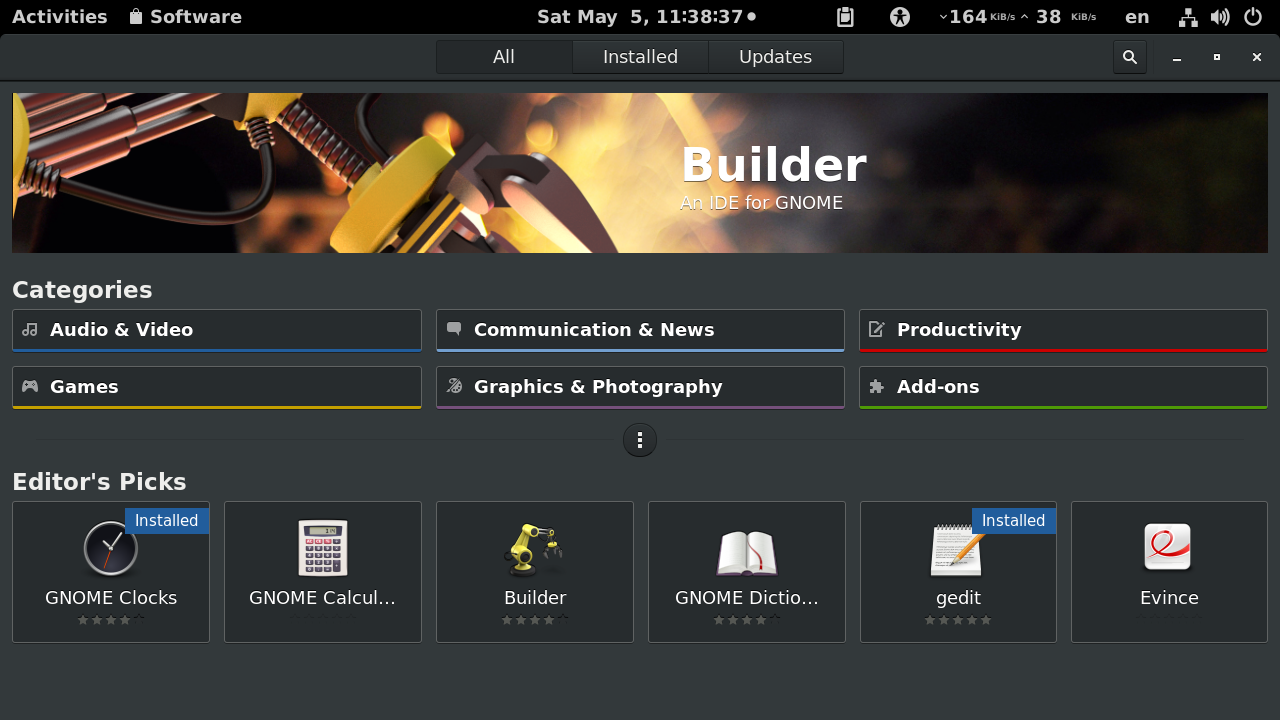 Activities Software Sat May 5, 11:38:37 164 KiB/s 38 KiB/s en
All Installed Updates
Builder
An IDE for GNOME
Categories
Audio & Video Communication & News Productivity
Games Graphics & Photography Add-ons
Editor's Picks
Installed Installed
GNOME Clocks GNOME Calcul... Builder GNOME Dictio... gedit Evince